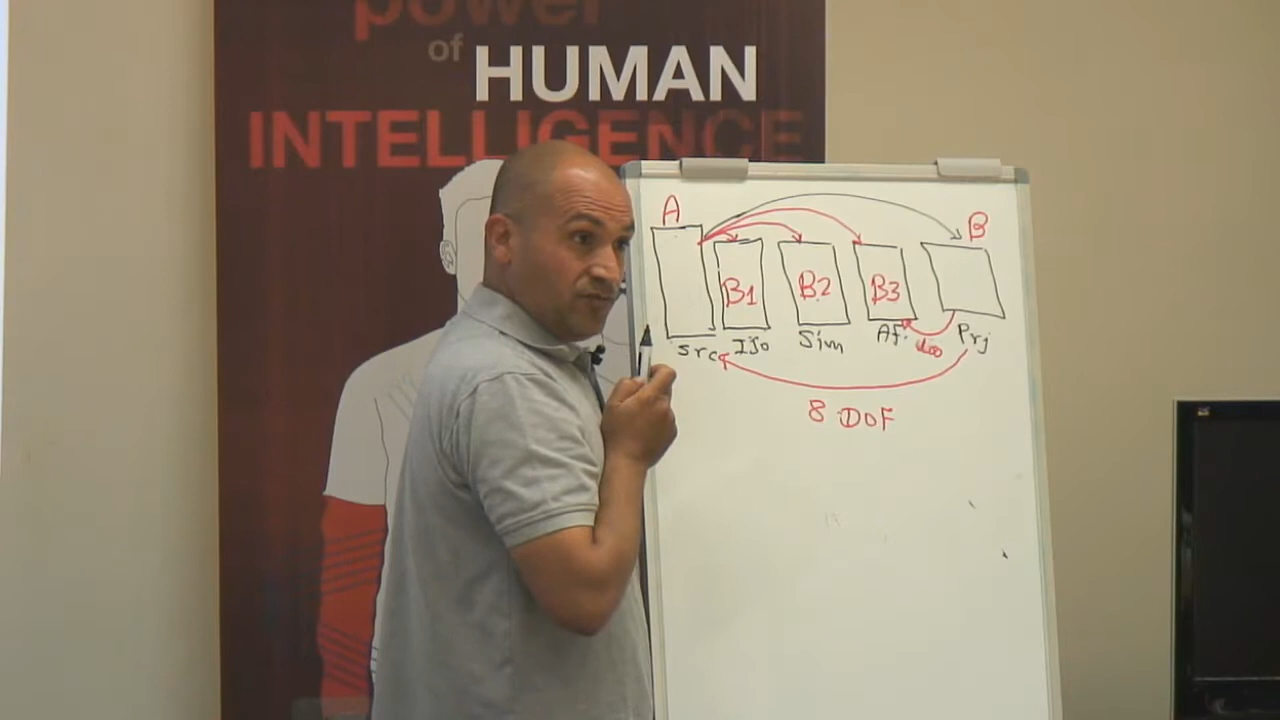 power
of HUMAN
INTELLIGENCE
A
B
B1 B2 B3
src Iso Sim Af. Prj
8 DOF